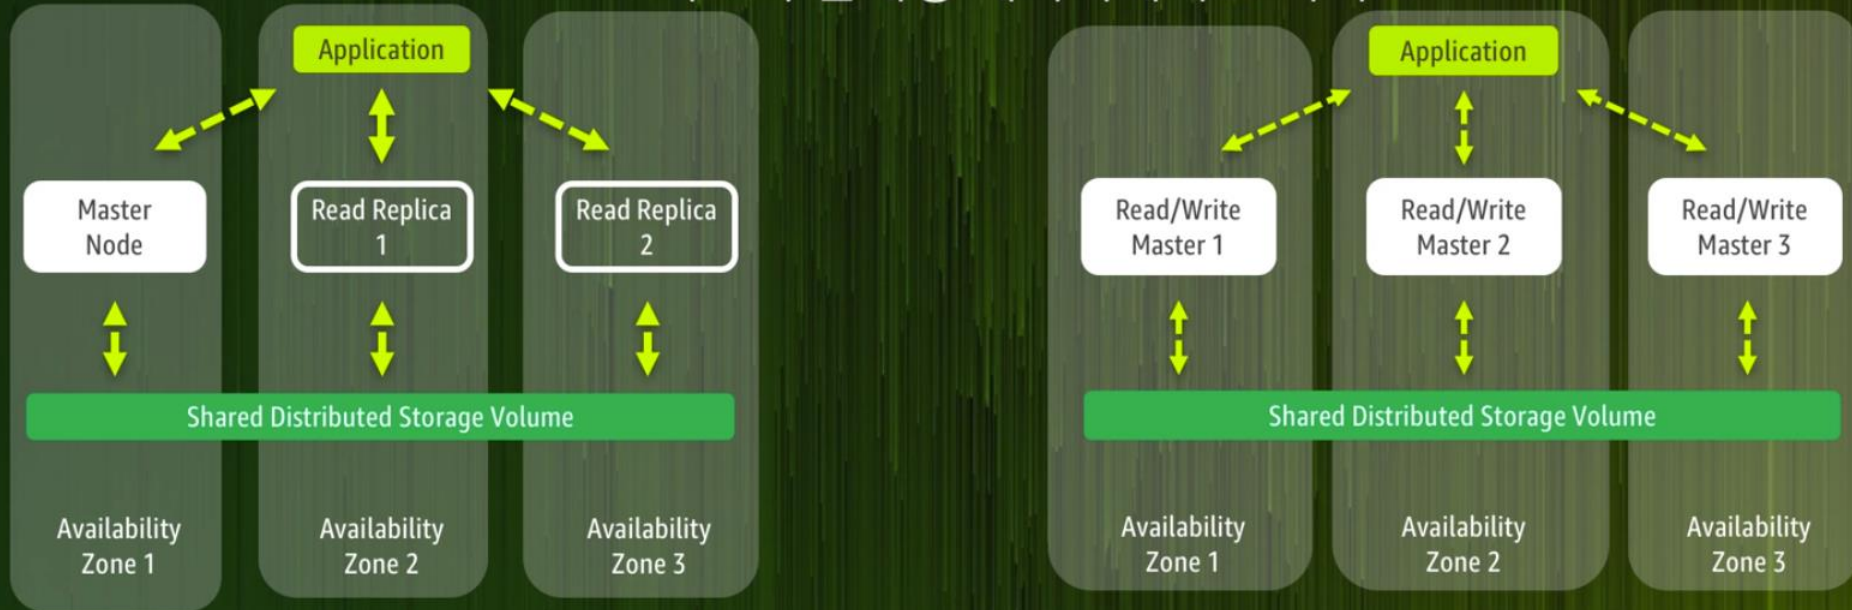 Application
Master
Node
Read Replica
1
Read Replica
2
Shared Distributed Storage Volume
Availability
Zone 1
Availability
Zone 2
Availability
Zone 3
Application
Read/Write
Master 1
Read/Write
Master 2
Read/Write
Master 3
Shared Distributed Storage Volume
Availability
Zone 1
Availability
Zone 2
Availability
Zone 3